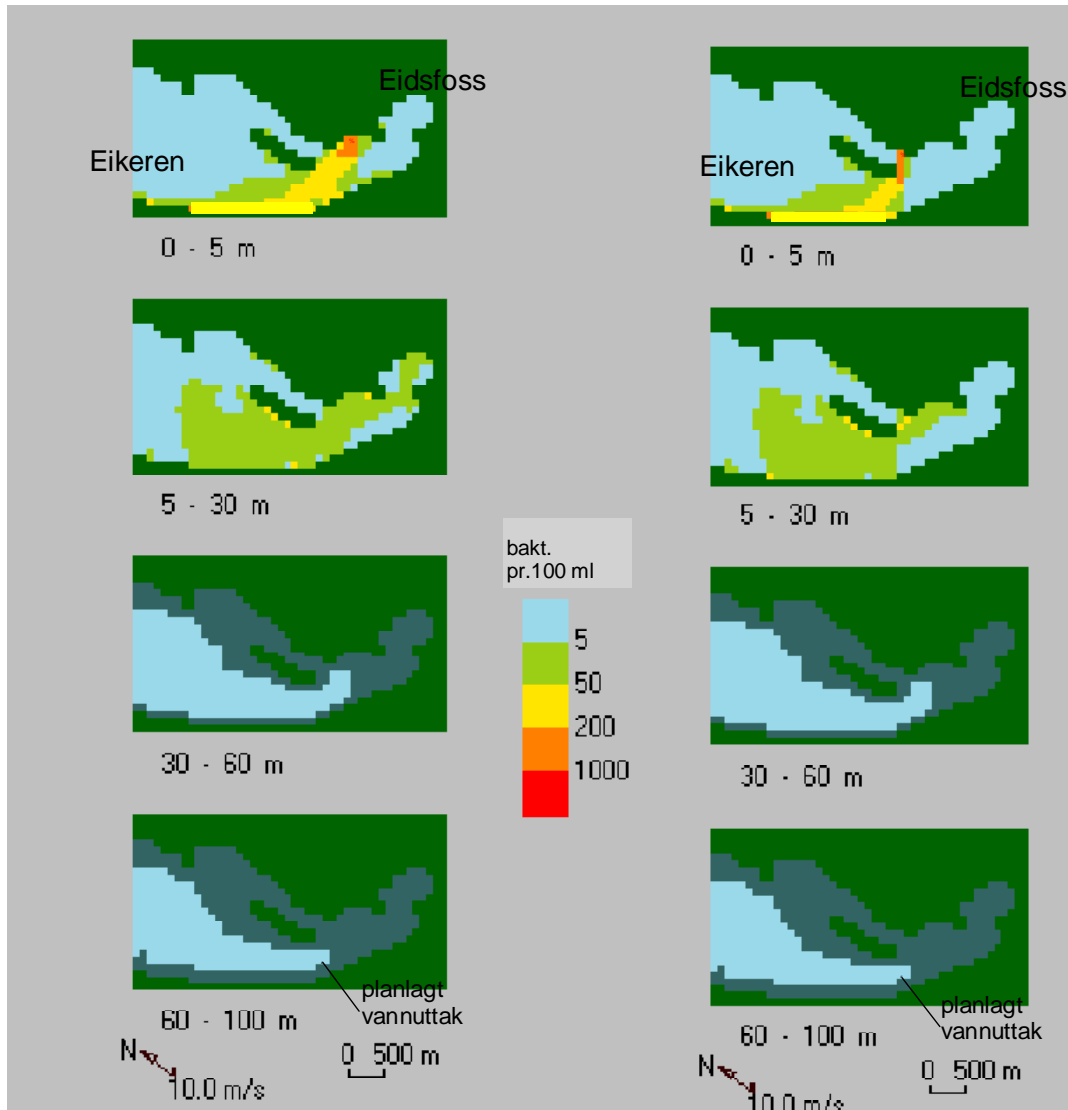 Eidsfoss
Eikeren
0 - 5 m
5 - 30 m
30 - 60 m
60 - 100 m
planlagt
vannuttak
N
10.0 m/s
0 500 m
bakt.
pr.100 ml
5
50
200
1000
Eidsfoss
Eikeren
0 - 5 m
5 - 30 m
30 - 60 m
60 - 100 m
planlagt
vannuttak
N
10.0 m/s
0 500 m